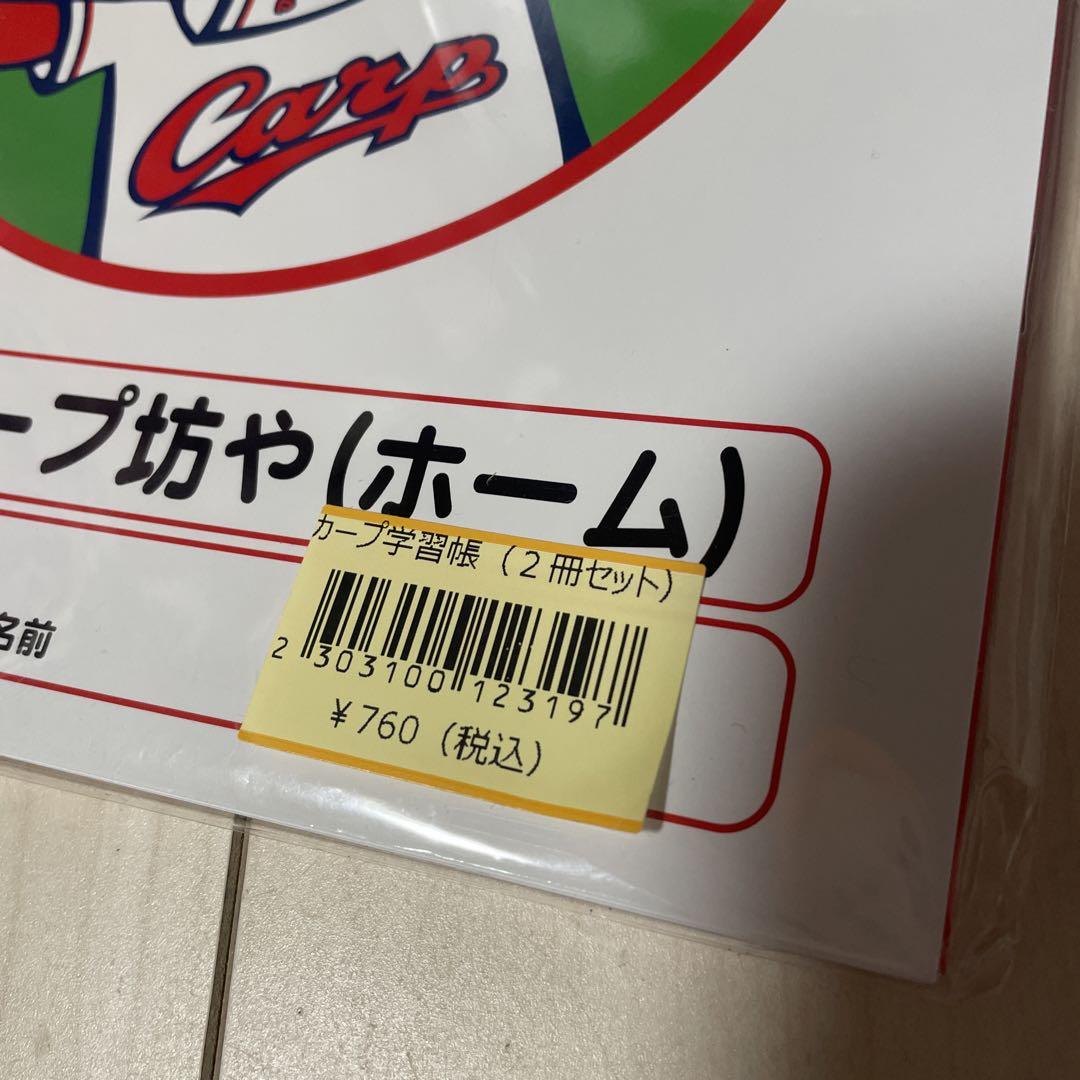 Carp
ープ坊や(ホーム)
カープ学習帳(2冊セット)
2 303100 123197
¥760(税込)
名前